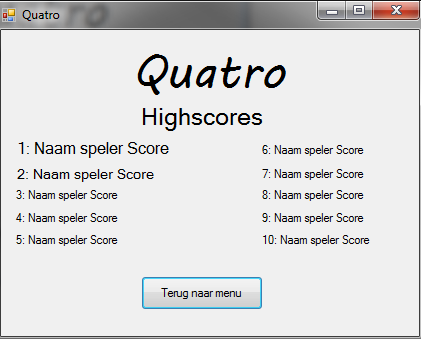 Quatro
Quatro
Highscores
1: Naam speler Score
2: Naam speler Score
3: Naam speler Score
4: Naam speler Score
5: Naam speler Score
6: Naam speler Score
7: Naam speler Score
8: Naam speler Score
9: Naam speler Score
10: Naam speler Score
Terug naar menu